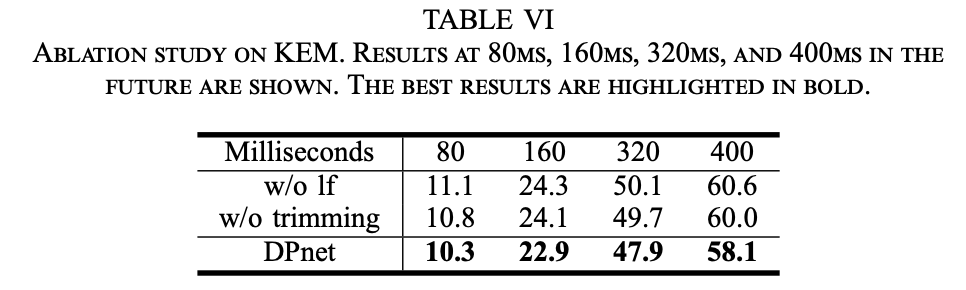 TABLE VI
ABLATION STUDY ON KEM. RESULTS AT 80MS, 160MS, 320MS, AND 400MS IN THE
FUTURE ARE SHOWN. THE BEST RESULTS ARE HIGHLIGHTED IN BOLD.
Milliseconds 80 160 320 400
w/o lf 11.1 24.3 50.1 60.6
w/o trimming 10.8 24.1 49.7 60.0
DPnet 10.3 22.9 47.9 58.1